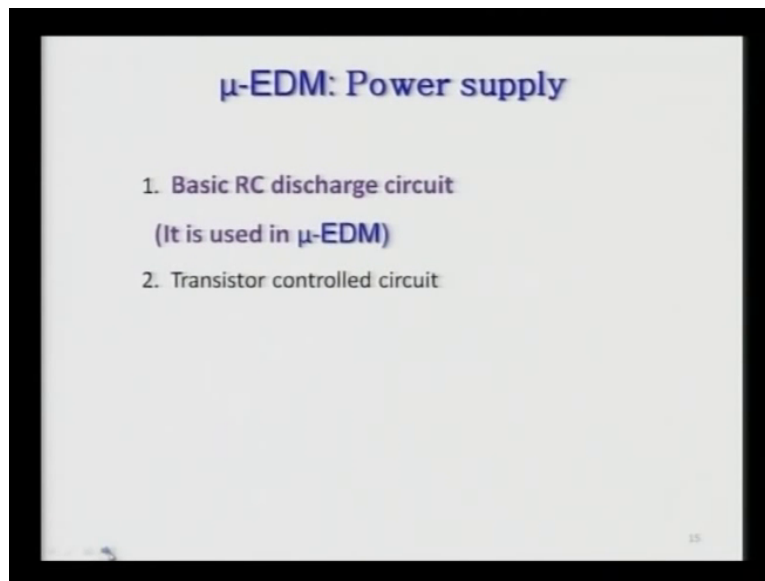 μ-EDM: Power supply
1. Basic RC discharge circuit
(It is used in μ-EDM)
2. Transistor controlled circuit
15